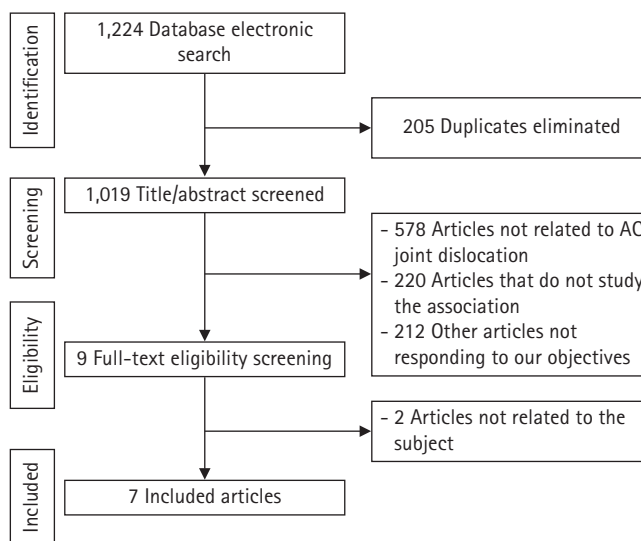 Identification
1,224 Database electronic
search
205 Duplicates eliminated
Screening
1,019 Title/abstract screened
- 578 Articles not related to AC
joint dislocation
- 220 Articles that do not study
the association
- 212 Other articles not
responding to our objectives
Eligibility
9 Full-text eligibility screening
- 2 Articles not related to the
subject
Included
7 Included articles